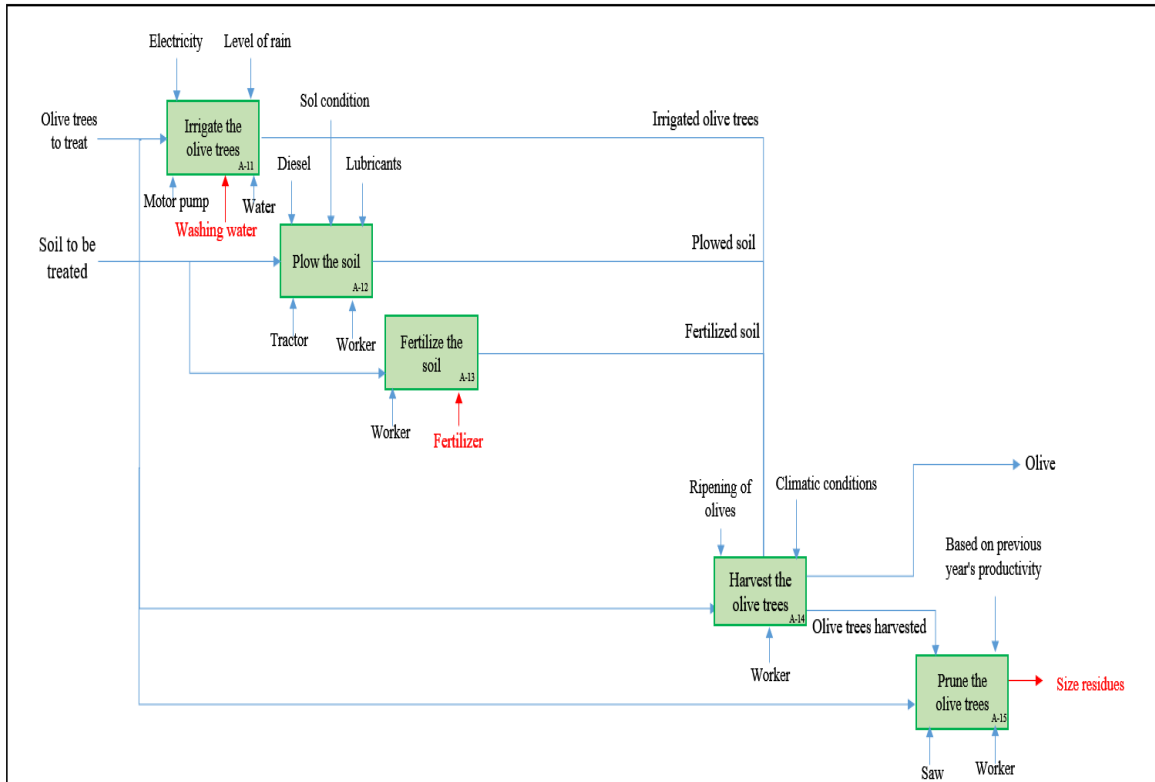 Electricity
Level of rain
Sol condition
Olive trees
to treat
Irrigate the
olive trees
A-11
Irrigated olive trees
Diesel
Lubricants
Motor pump
Water
Washing water
Soil to be
treated
Plow the soil
A-12
Plowed soil
Tractor
Worker
Fertilize the
soil
A-13
Fertilized soil
Worker
Fertilizer
Ripening of
olives
Climatic conditions
Olive
Based on previous
year's productivity
Harvest the
olive trees
A-14
Olive trees harvested
Worker
Prune the
olive trees
A-15
Size residues
Saw
Worker